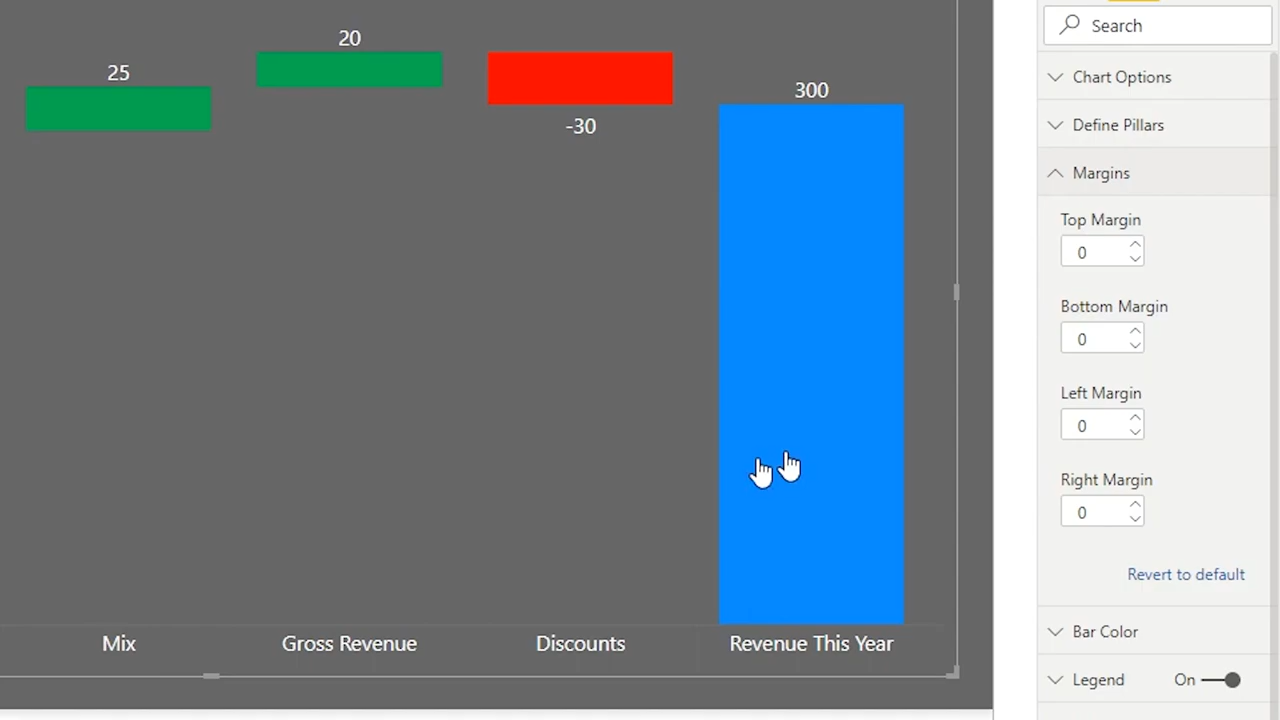 20
25
300
-30
Mix
Gross Revenue
Discounts
Revenue This Year
Search
Chart Options
Define Pillars
Margins
Top Margin
0
Bottom Margin
0
Left Margin
0
Right Margin
0
Revert to default
Bar Color
Legend On